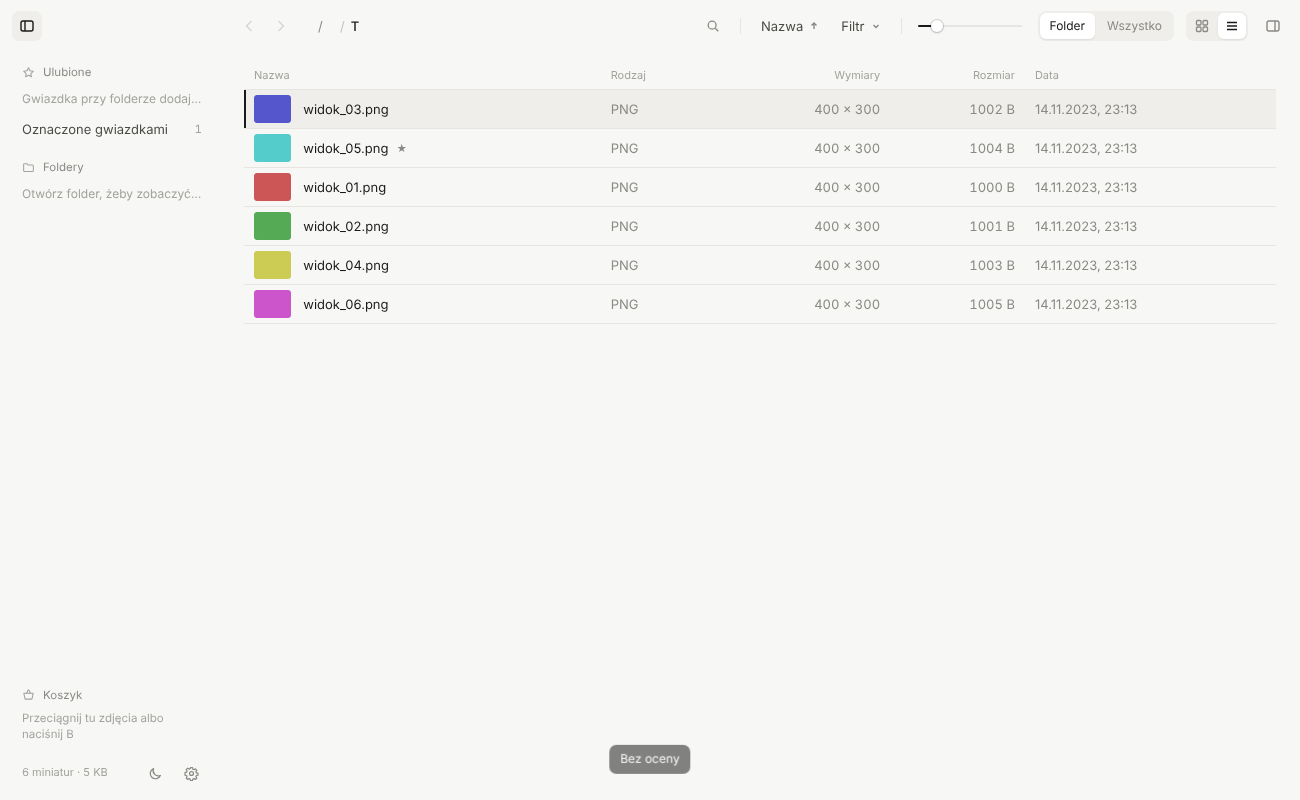 / / T
Nazwa
Filtr
Folder
Wszystko
Ulubione
Gwiazdka przy folderze dodaj...
Oznaczone gwiazdkami 1
Foldery
Otwórz folder, żeby zobaczyć...
Nazwa Rodzaj Wymiary Rozmiar Data
widok_03.png PNG 400 × 300 1002 B 14.11.2023, 23:13
widok_05.png ★ PNG 400 × 300 1004 B 14.11.2023, 23:13
widok_01.png PNG 400 × 300 1000 B 14.11.2023, 23:13
widok_02.png PNG 400 × 300 1001 B 14.11.2023, 23:13
widok_04.png PNG 400 × 300 1003 B 14.11.2023, 23:13
widok_06.png PNG 400 × 300 1005 B 14.11.2023, 23:13
Koszyk
Przeciągnij tu zdjęcia albo
naciśnij B
6 miniatur · 5 KB
Bez oceny